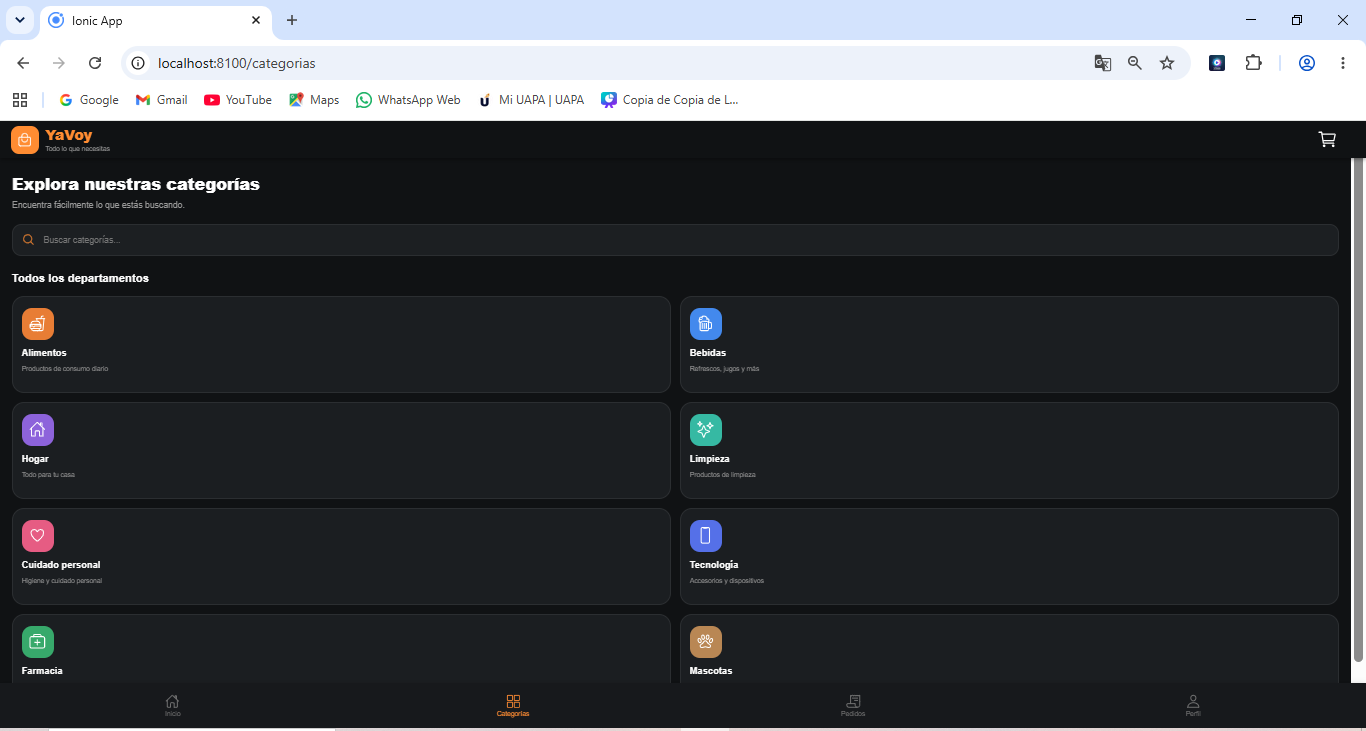 Ionic App
localhost:8100/categorias
Google
Gmail
YouTube
Maps
WhatsApp Web
Mi UAPA | UAPA
Copia de Copia de L...
YaVoy
Todo lo que necesitas
Explora nuestras categorías
Encuentra fácilmente lo que estás buscando.
Buscar categorías...
Todos los departamentos
Alimentos
Productos de consumo diario
Bebidas
Refrescos, jugos y más
Hogar
Todo para tu casa
Limpieza
Productos de limpieza
Cuidado personal
Higiene y cuidado personal
Tecnología
Accesorios y dispositivos
Farmacia
Mascotas
Inicio
Categorías
Pedidos
Perfil